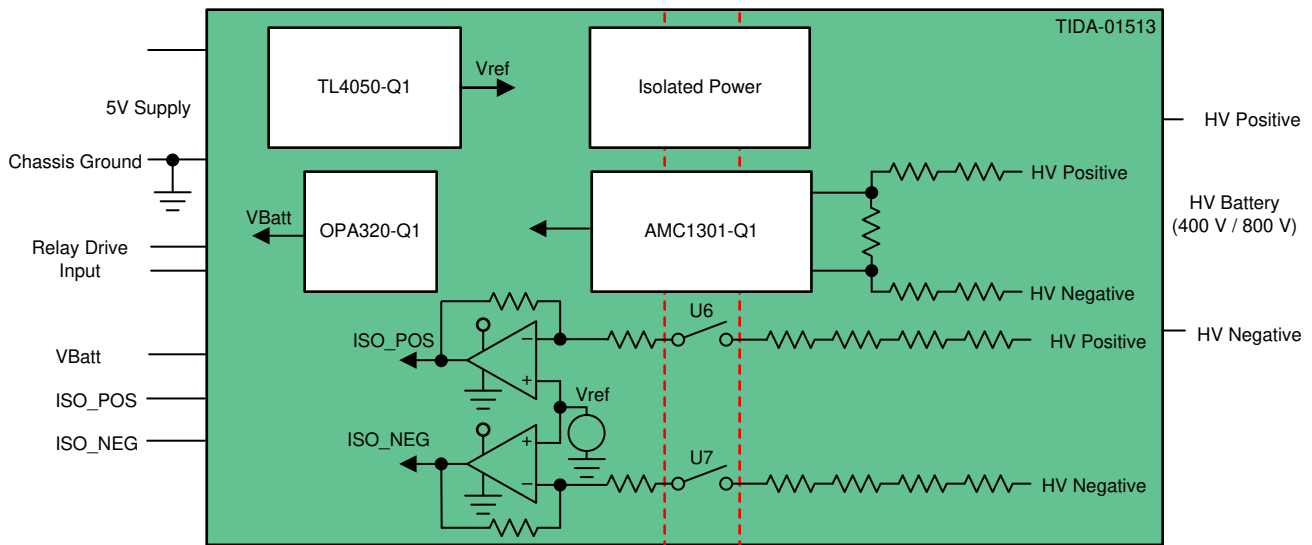 TIDA-01513
TL4050-Q1
Vref
Isolated Power
5V Supply
HV Positive
Chassis Ground
HV Positive
VBatt
OPA320-Q1
AMC1301-Q1
HV Battery
(400 V / 800 V)
Relay Drive
Input
HV Negative
U6
ISO_POS
−
HV Positive
HV Negative
VBatt
+
Vref
ISO_POS
ISO_NEG
+
ISO_NEG
U7
−
HV Negative